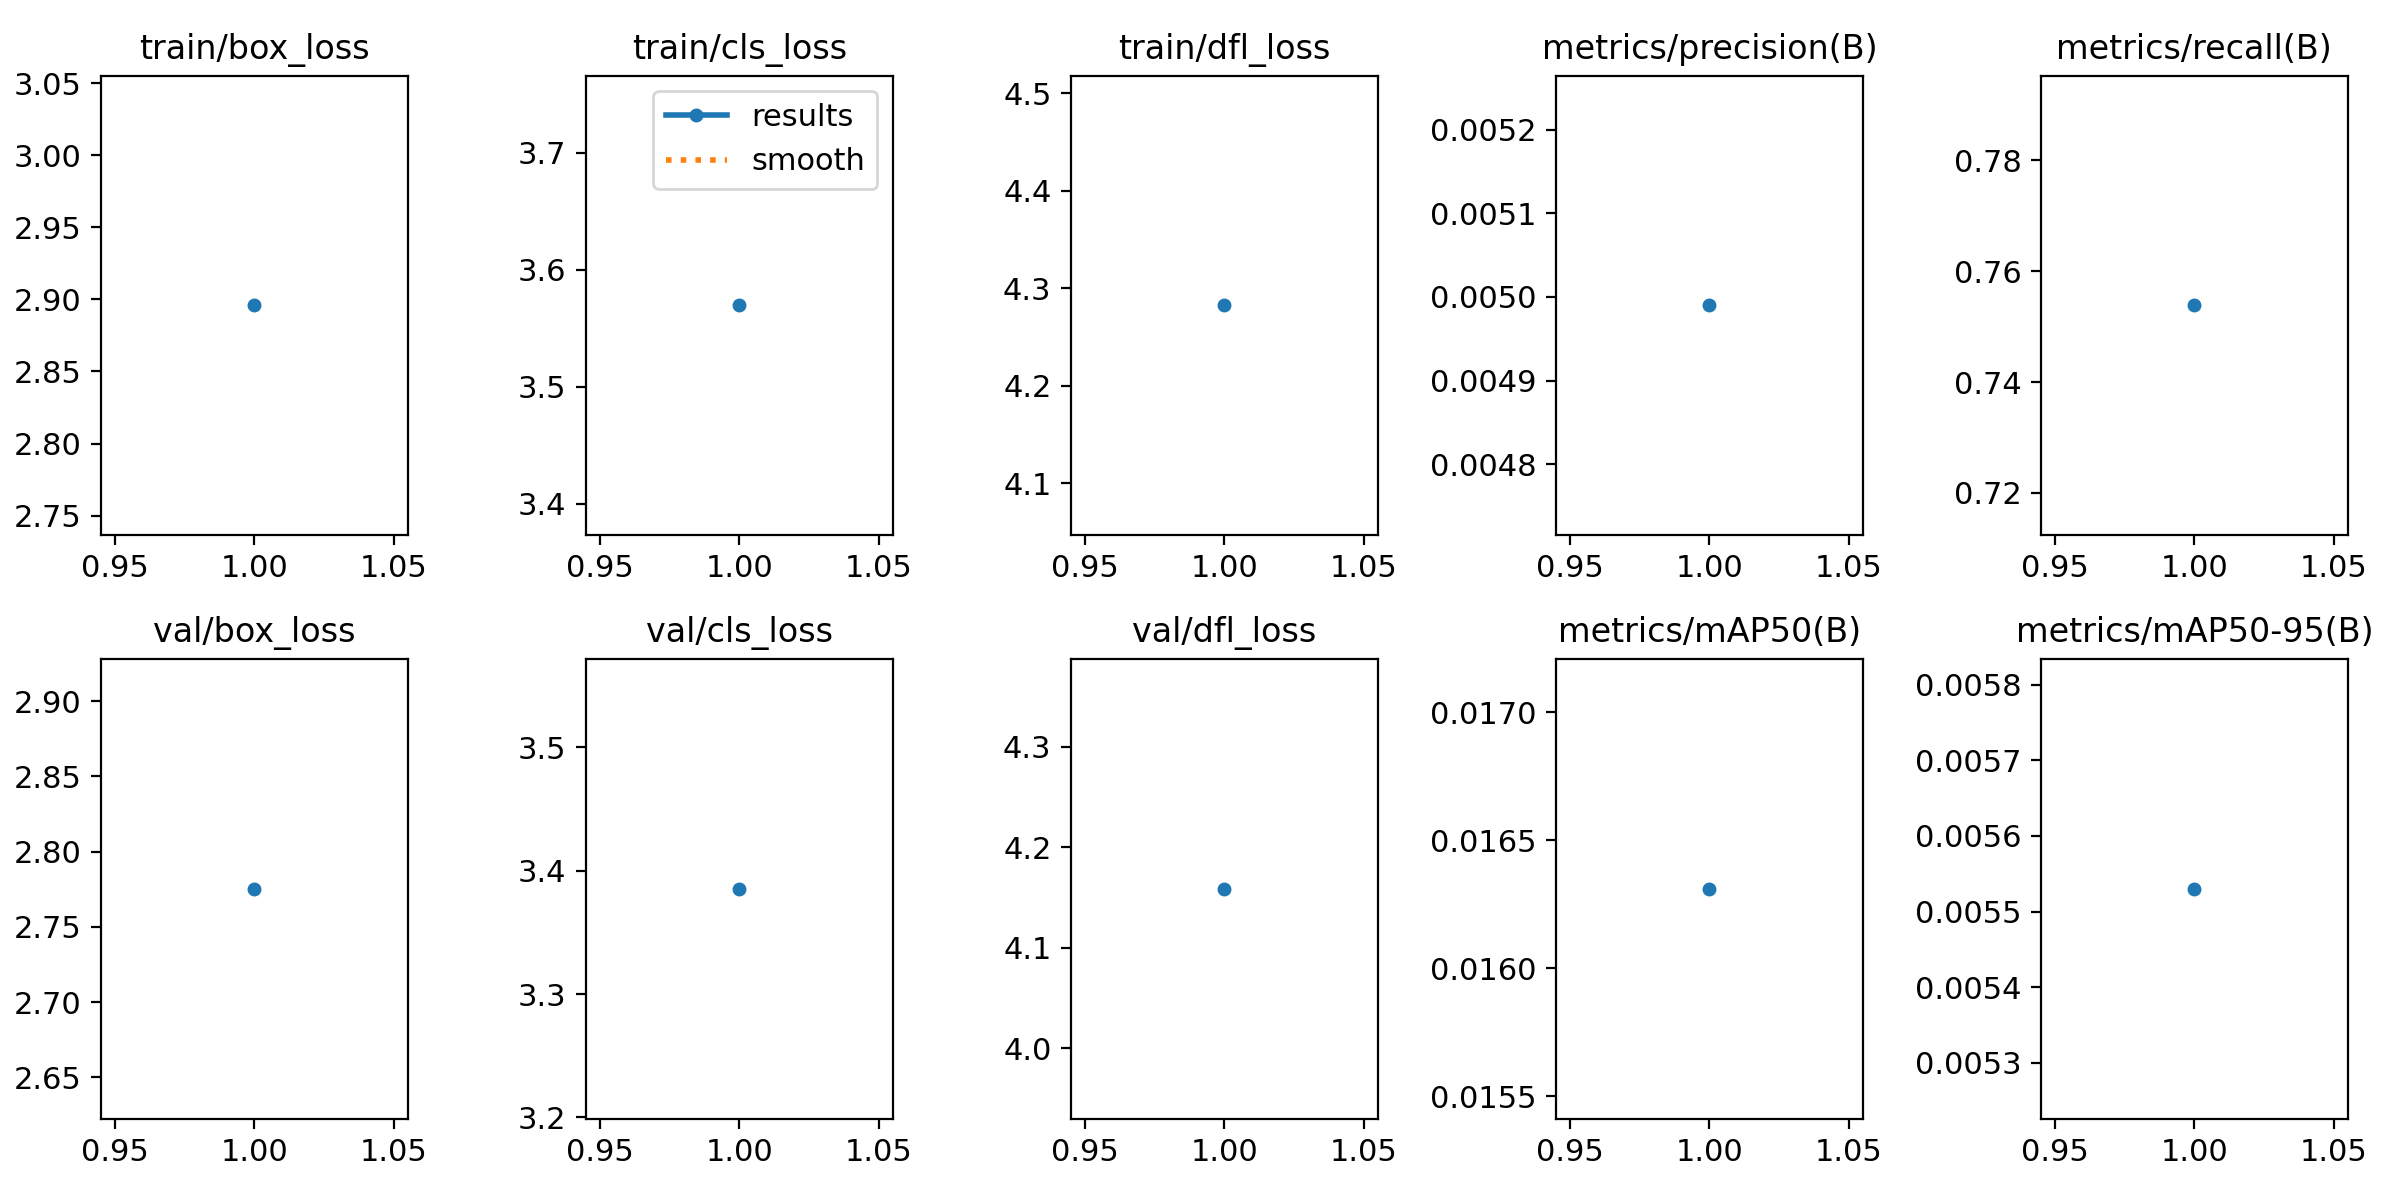 train/box_loss
3.05
3.00
2.95
2.90
2.85
2.80
2.75
0.95 1.00 1.05
train/cls_loss
results
smooth
3.7
3.6
3.5
3.4
0.95 1.00 1.05
train/dfl_loss
4.5
4.4
4.3
4.2
4.1
0.95 1.00 1.05
metrics/precision(B)
0.0052
0.0051
0.0050
0.0049
0.0048
0.95 1.00 1.05
metrics/recall(B)
0.78
0.76
0.74
0.72
0.95 1.00 1.05
val/box_loss
2.90
2.85
2.80
2.75
2.70
2.65
0.95 1.00 1.05
val/cls_loss
3.5
3.4
3.3
3.2
0.95 1.00 1.05
val/dfl_loss
4.3
4.2
4.1
4.0
0.95 1.00 1.05
metrics/mAP50(B)
0.0170
0.0165
0.0160
0.0155
0.95 1.00 1.05
metrics/mAP50-95(B)
0.0058
0.0057
0.0056
0.0055
0.0054
0.0053
0.95 1.00 1.05